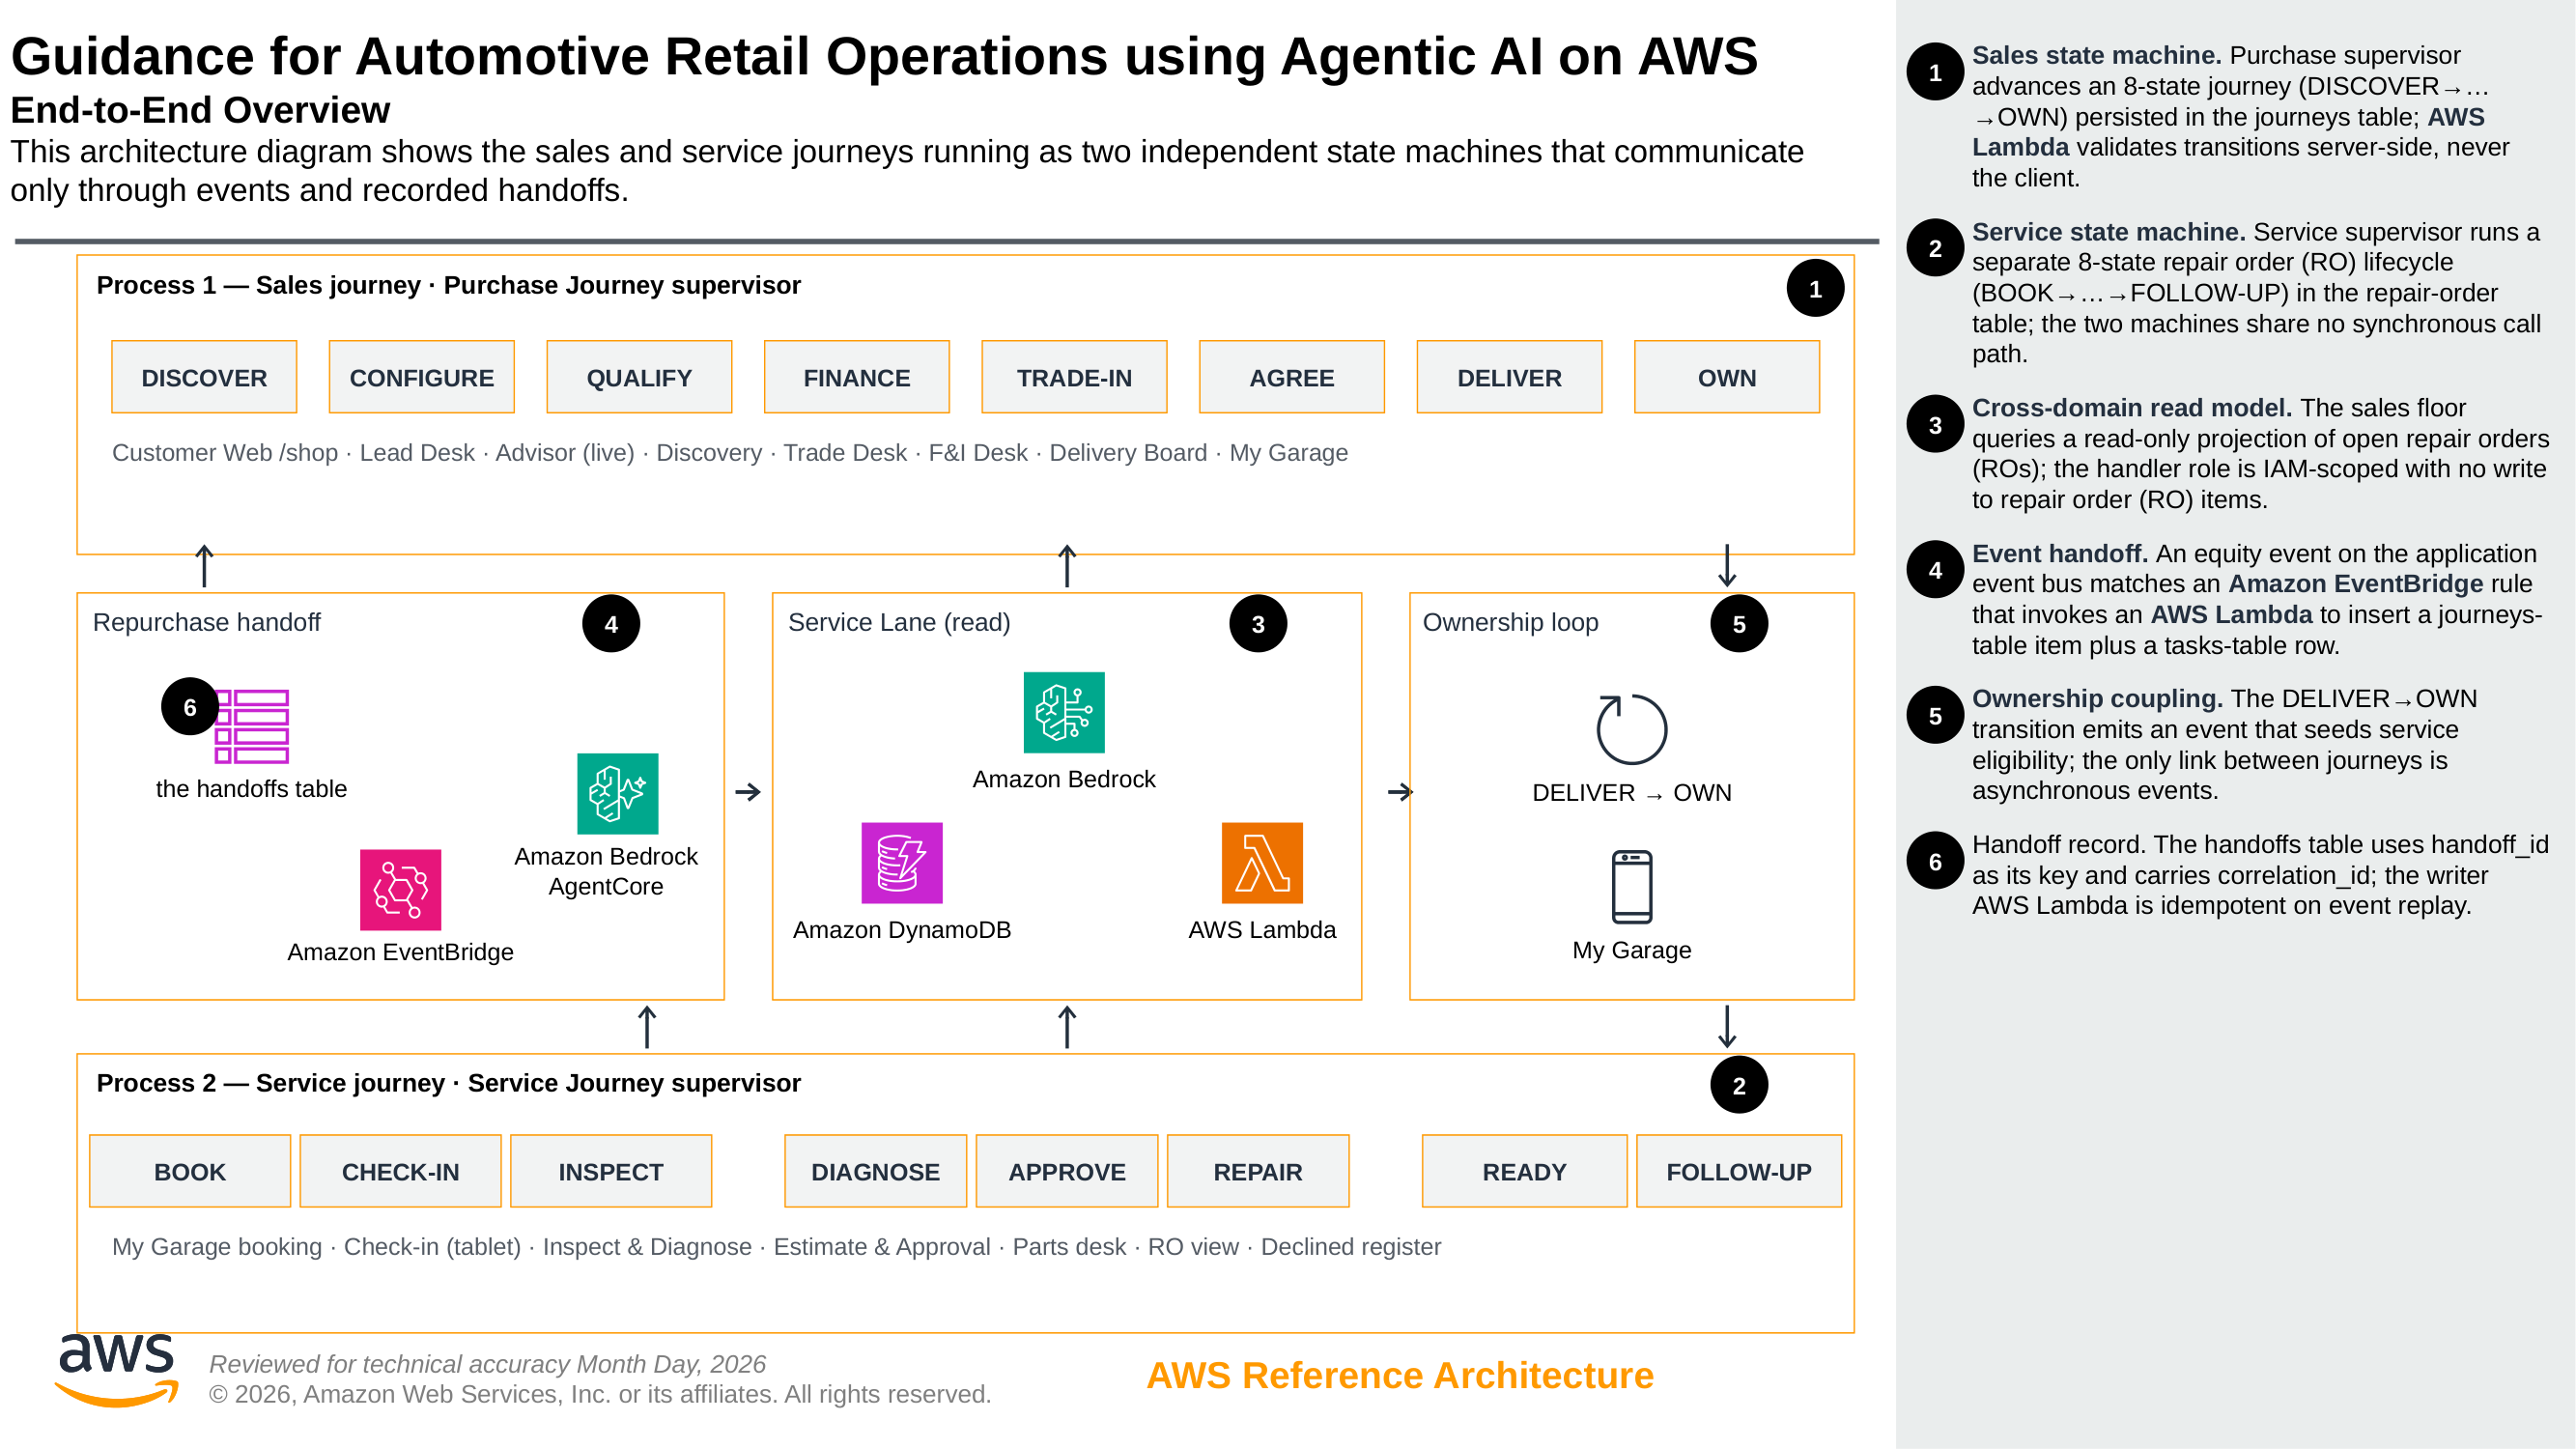 Guidance for Automotive Retail Operations using Agentic AI on AWS
End-to-End Overview
This architecture diagram shows the sales and service journeys running as two independent state machines that communicate
only through events and recorded handoffs.
Process 1 — Sales journey · Purchase Journey supervisor
1
DISCOVER
CONFIGURE
QUALIFY
FINANCE
TRADE-IN
AGREE
DELIVER
OWN
Customer Web /shop · Lead Desk · Advisor (live) · Discovery · Trade Desk · F&I Desk · Delivery Board · My Garage
Repurchase handoff
4
6
the handoffs table
Amazon Bedrock
AgentCore
Amazon EventBridge
Service Lane (read)
3
Amazon Bedrock
Amazon DynamoDB
AWS Lambda
Ownership loop
5
DELIVER → OWN
My Garage
Process 2 — Service journey · Service Journey supervisor
2
BOOK
CHECK-IN
INSPECT
DIAGNOSE
APPROVE
REPAIR
READY
FOLLOW-UP
My Garage booking · Check-in (tablet) · Inspect & Diagnose · Estimate & Approval · Parts desk · RO view · Declined register
aws
Reviewed for technical accuracy Month Day, 2026
© 2026, Amazon Web Services, Inc. or its affiliates. All rights reserved.
AWS Reference Architecture
1
Sales state machine. Purchase supervisor
advances an 8-state journey (DISCOVER→…
→OWN) persisted in the journeys table; AWS
Lambda validates transitions server-side, never
the client.
2
Service state machine. Service supervisor runs a
separate 8-state repair order (RO) lifecycle
(BOOK→…→FOLLOW-UP) in the repair-order
table; the two machines share no synchronous call
path.
3
Cross-domain read model. The sales floor
queries a read-only projection of open repair orders
(ROs); the handler role is IAM-scoped with no write
to repair order (RO) items.
4
Event handoff. An equity event on the application
event bus matches an Amazon EventBridge rule
that invokes an AWS Lambda to insert a journeys-
table item plus a tasks-table row.
5
Ownership coupling. The DELIVER→OWN
transition emits an event that seeds service
eligibility; the only link between journeys is
asynchronous events.
6
Handoff record. The handoffs table uses handoff_id
as its key and carries correlation_id; the writer
AWS Lambda is idempotent on event replay.